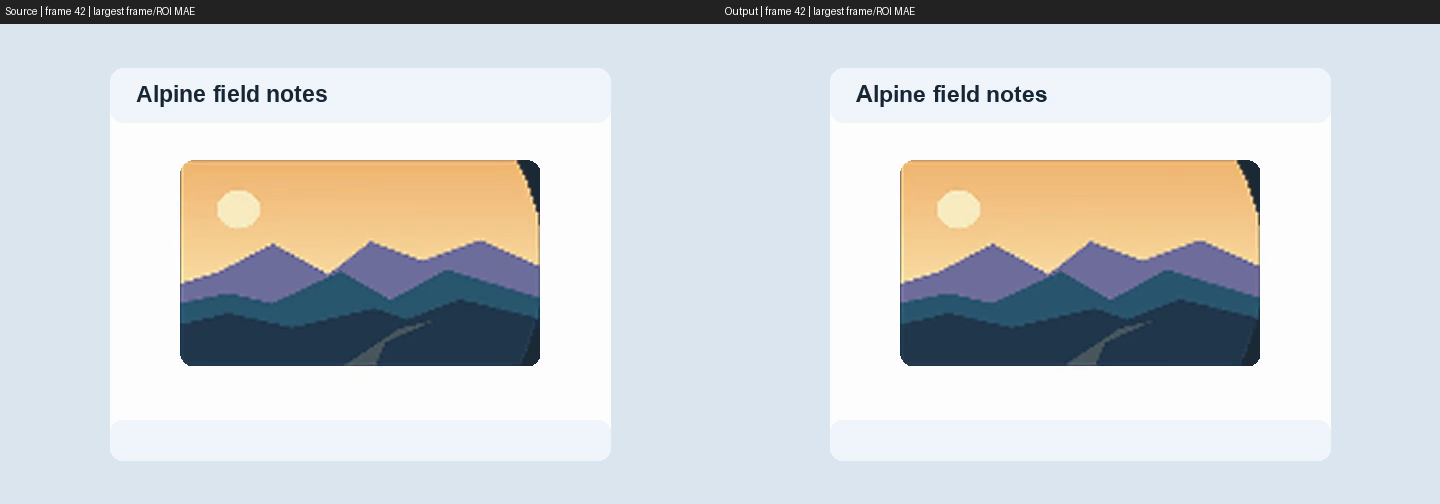 Source | frame 42 | largest frame/ROI MAE
Output | frame 42 | largest frame/ROI MAE
Alpine field notes
Alpine field notes